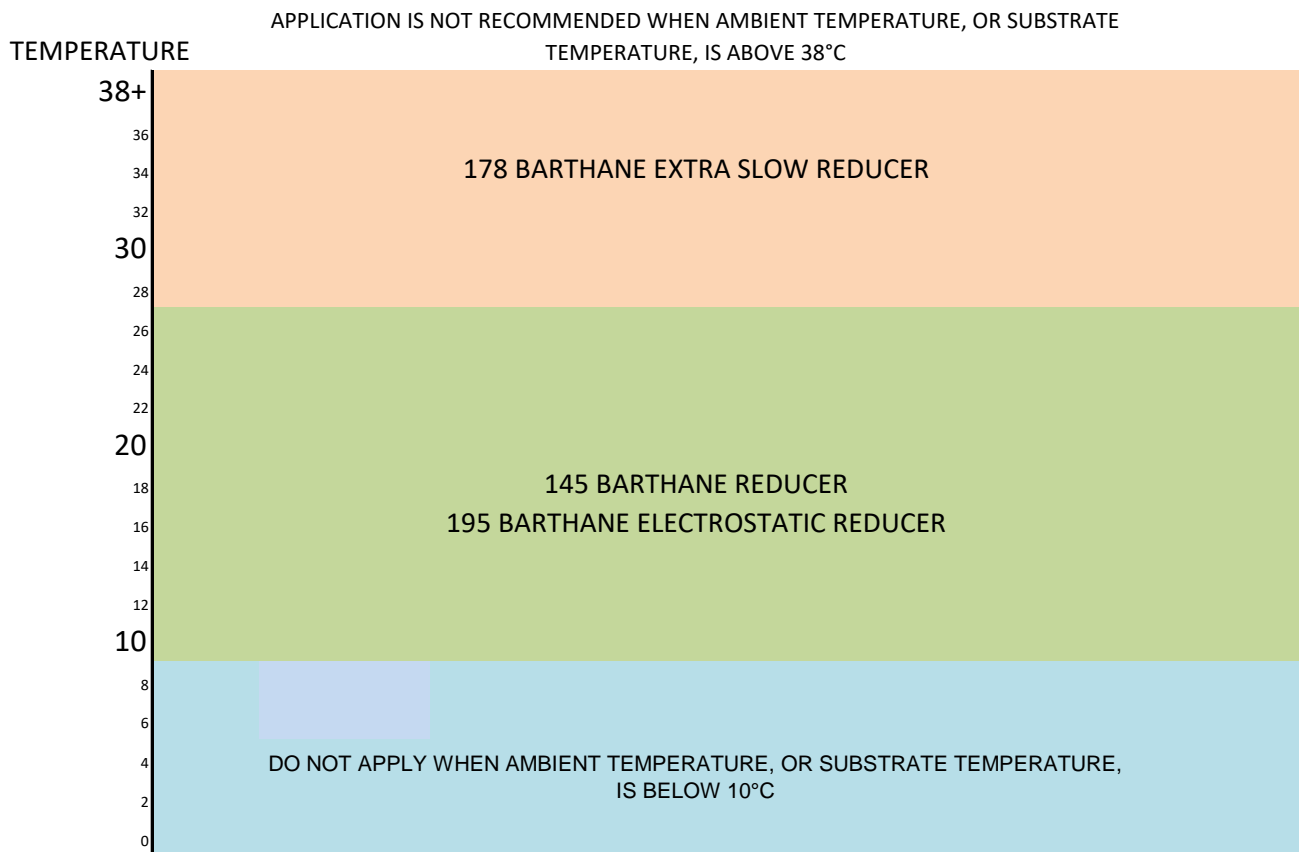 APPLICATION IS NOT RECOMMENDED WHEN AMBIENT TEMPERATURE, OR SUBSTRATE
TEMPERATURE, IS ABOVE 38°C
TEMPERATURE
38+
36
34
178 BARTHANE EXTRA SLOW REDUCER
32
30
28
26
24
22
20
18
145 BARTHANE REDUCER
16
195 BARTHANE ELECTROSTATIC REDUCER
14
12
10
8
6
4
DO NOT APPLY WHEN AMBIENT TEMPERATURE, OR SUBSTRATE TEMPERATURE,
IS BELOW 10°C
2
0